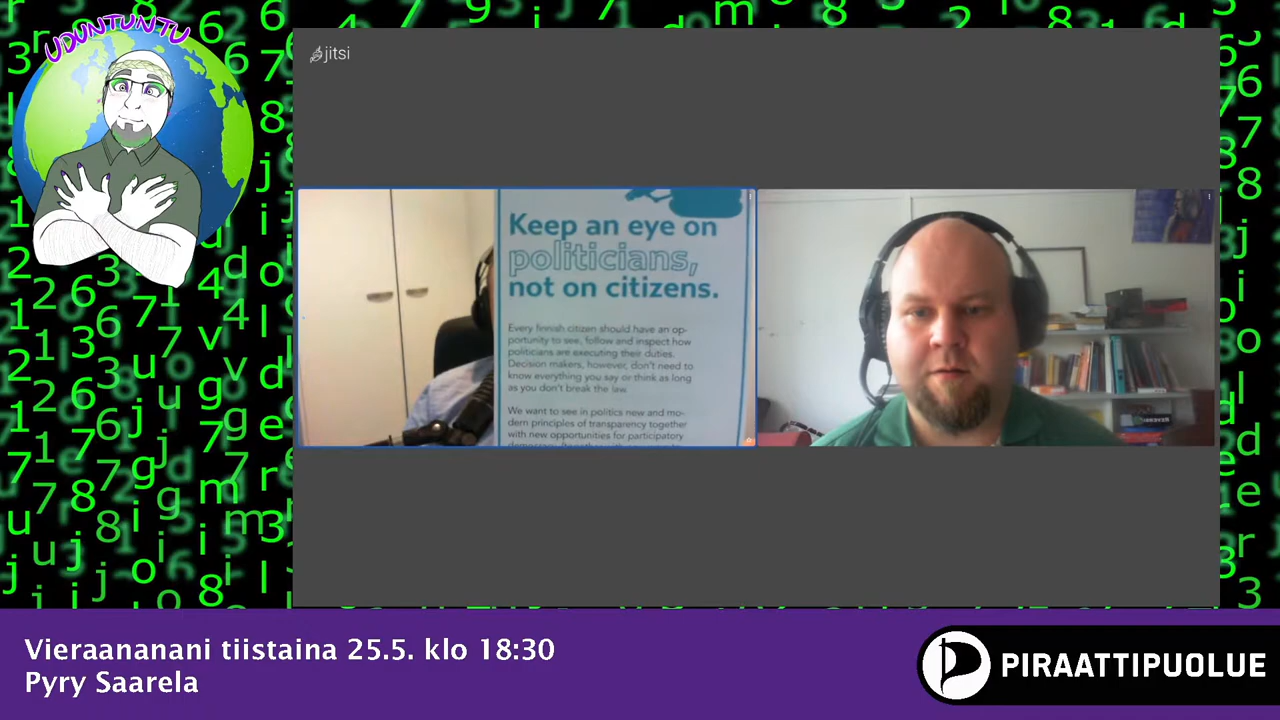 UDUNTUNTU
jitsi
Keep an eye on
politicians,
not on citizens.
Every finnish citizen should have an op-
portunity to see, follow and inspect how
politicians are executing their duties.
Decision makers, however, don't need to
know everything you say or think as long
as you don't break the law.
We want to see in politics new and mo-
dern principles of transparency together
with new opportunities for participatory
Vieraananani tiistaina 25.5. klo 18:30
Pyry Saarela
PIRAATTIPUOLUE